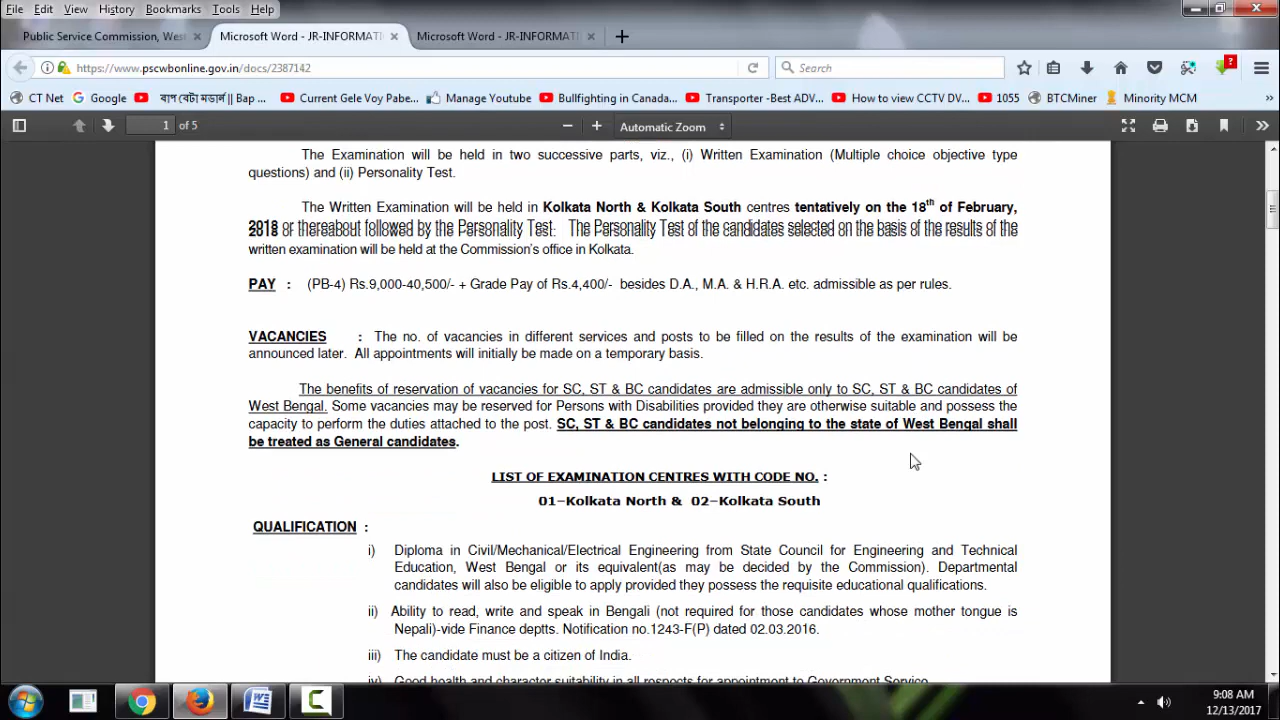 File Edit View History Bookmarks Tools Help
Public Service Commission, Wes
Microsoft Word - JR-INFORMATI
Microsoft Word - JR-INFORMATI
https://www.pscwbonline.gov.in/docs/2387142
Search
CT Net Google বাপ বেটা মডার্ল || Bap ... Current Gele Voy Pabe... Manage Youtube Bullfighting in Canada... Transporter -Best ADV... How to view CCTV DV... 1055 BTCMiner Minority MCM
1 of 5 Automatic Zoom
The Examination will be held in two successive parts, viz., (i) Written Examination (Multiple choice objective type
questions) and (ii) Personality Test.
The Written Examination will be held in Kolkata North & Kolkata South centres tentatively on the 18th of February,
2018 or thereabout followed by the Personality Test. The Personality Test of the candidates selected on the basis of the results of the
written examination will be held at the Commission's office in Kolkata.
PAY : (PB-4) Rs.9,000-40,500/- + Grade Pay of Rs.4,400/- besides D.A., M.A. & H.R.A. etc. admissible as per rules.
VACANCIES : The no. of vacancies in different services and posts to be filled on the results of the examination will be
announced later. All appointments will initially be made on a temporary basis.
The benefits of reservation of vacancies for SC, ST & BC candidates are admissible only to SC, ST & BC candidates of
West Bengal. Some vacancies may be reserved for Persons with Disabilities provided they are otherwise suitable and possess the
capacity to perform the duties attached to the post. SC, ST & BC candidates not belonging to the state of West Bengal shall
be treated as General candidates.
LIST OF EXAMINATION CENTRES WITH CODE NO. :
01–Kolkata North & 02–Kolkata South
QUALIFICATION :
i) Diploma in Civil/Mechanical/Electrical Engineering from State Council for Engineering and Technical
Education, West Bengal or its equivalent(as may be decided by the Commission). Departmental
candidates will also be eligible to apply provided they possess the requisite educational qualifications.
ii) Ability to read, write and speak in Bengali (not required for those candidates whose mother tongue is
Nepali)-vide Finance deptts. Notification no.1243-F(P) dated 02.03.2016.
iii) The candidate must be a citizen of India.
iv) Good health and character suitability in all respects for appointment to Government Service
9:08 AM
12/13/2017